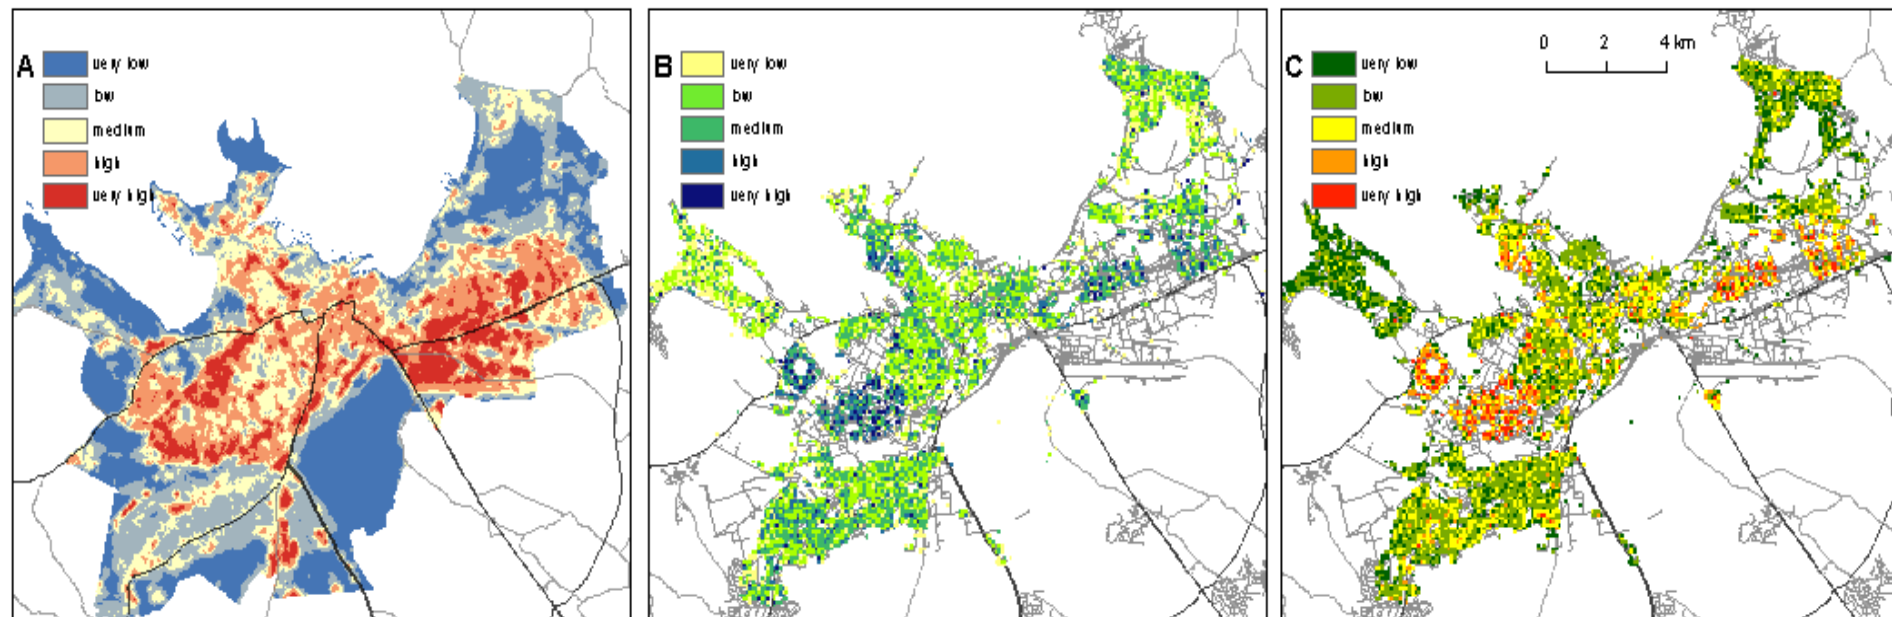 A
very low
low
medium
high
very high
B
very low
low
medium
high
very high
0 2 4 km
C
very low
low
medium
high
very high